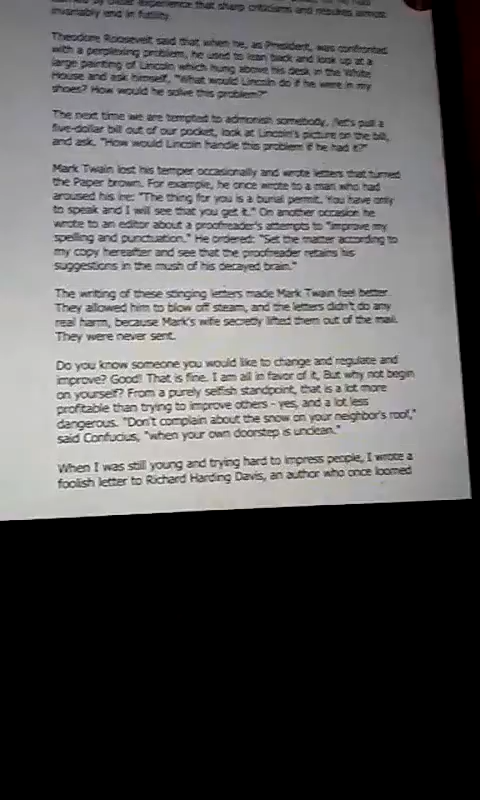 bitter experience that sharp criticisms and rebukes almost
invariably end in futility.
Theodore Roosevelt said that when he, as President, was confronted
with a perplexing problem, he used to lean back and look up at a
large painting of Lincoln which hung above his desk in the White
House and ask himself, "What would Lincoln do if he were in my
shoes? How would he solve this problem?"
The next time we are tempted to admonish somebody, /let's pull a
five-dollar bill out of our pocket, look at Lincoln's picture on the bill,
and ask. "How would Lincoln handle this problem if he had it?"
Mark Twain lost his temper occasionally and wrote letters that turned
the Paper brown. For example, he once wrote to a man who had
aroused his ire: "The thing for you is a burial permit. You have only
to speak and I will see that you get it." On another occasion he
wrote to an editor about a proofreader's attempts to "improve my
spelling and punctuation." He ordered: "Set the matter according to
my copy hereafter and see that the proofreader retains his
suggestions in the mush of his decayed brain."
The writing of these stinging letters made Mark Twain feel better.
They allowed him to blow off steam, and the letters didn't do any
real harm, because Mark's wife secretly lifted them out of the mail.
They were never sent.
Do you know someone you would like to change and regulate and
improve? Good! That is fine. I am all in favor of it, But why not begin
on yourself? From a purely selfish standpoint, that is a lot more
profitable than trying to improve others - yes, and a lot less
dangerous. "Don't complain about the snow on your neighbor's roof,"
said Confucius, "when your own doorstep is unclean."
When I was still young and trying hard to impress people, I wrote a
foolish letter to Richard Harding Davis, an author who once loomed